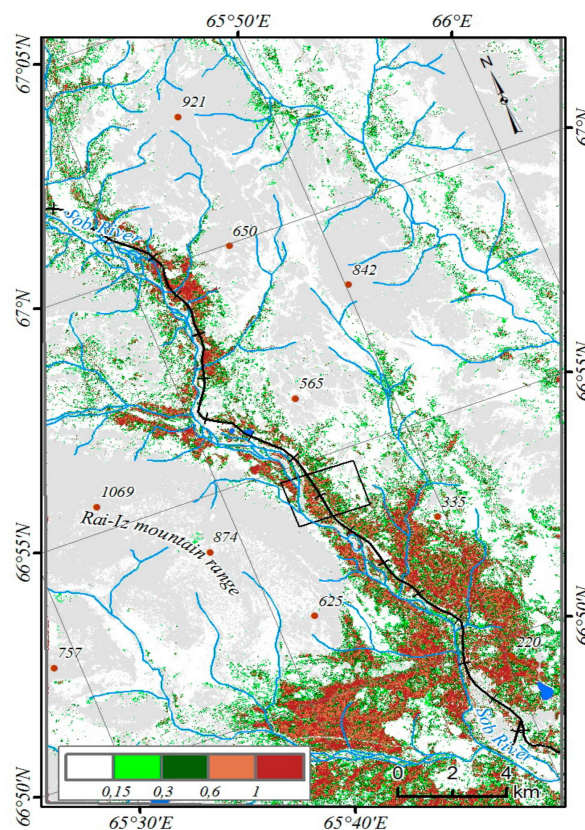 65°50'E
66°E
67°05'N
N
921
67°N
Sob' River
650
842
67°N
66°55'N
565
1069
335
Rai-Iz mountain range
874
66°55'N
625
66°50'N
220
757
Sob' River
0,15 0,3 0,6 1
0 2 4
km
66°50'N
65°30'E
65°40'E